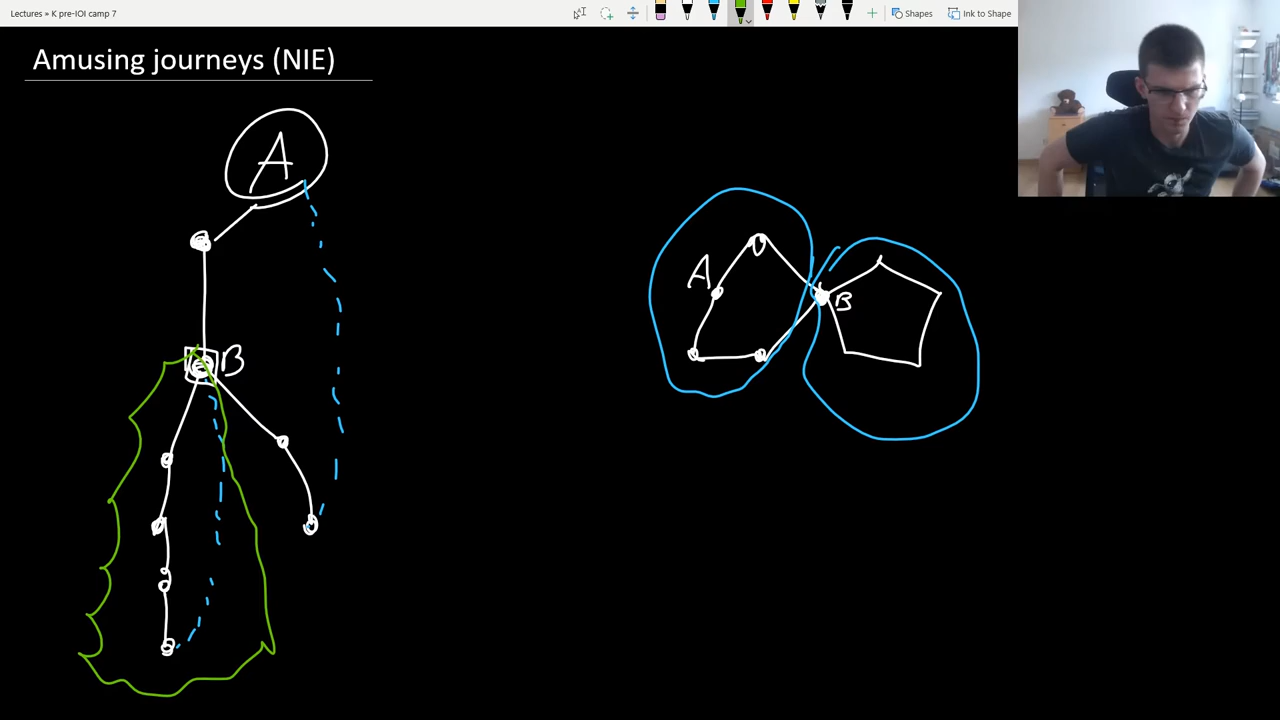 Lectures » K pre-IOI camp 7
Shapes
Ink to Shape
Amusing journeys (NIE)
A
B
A
B